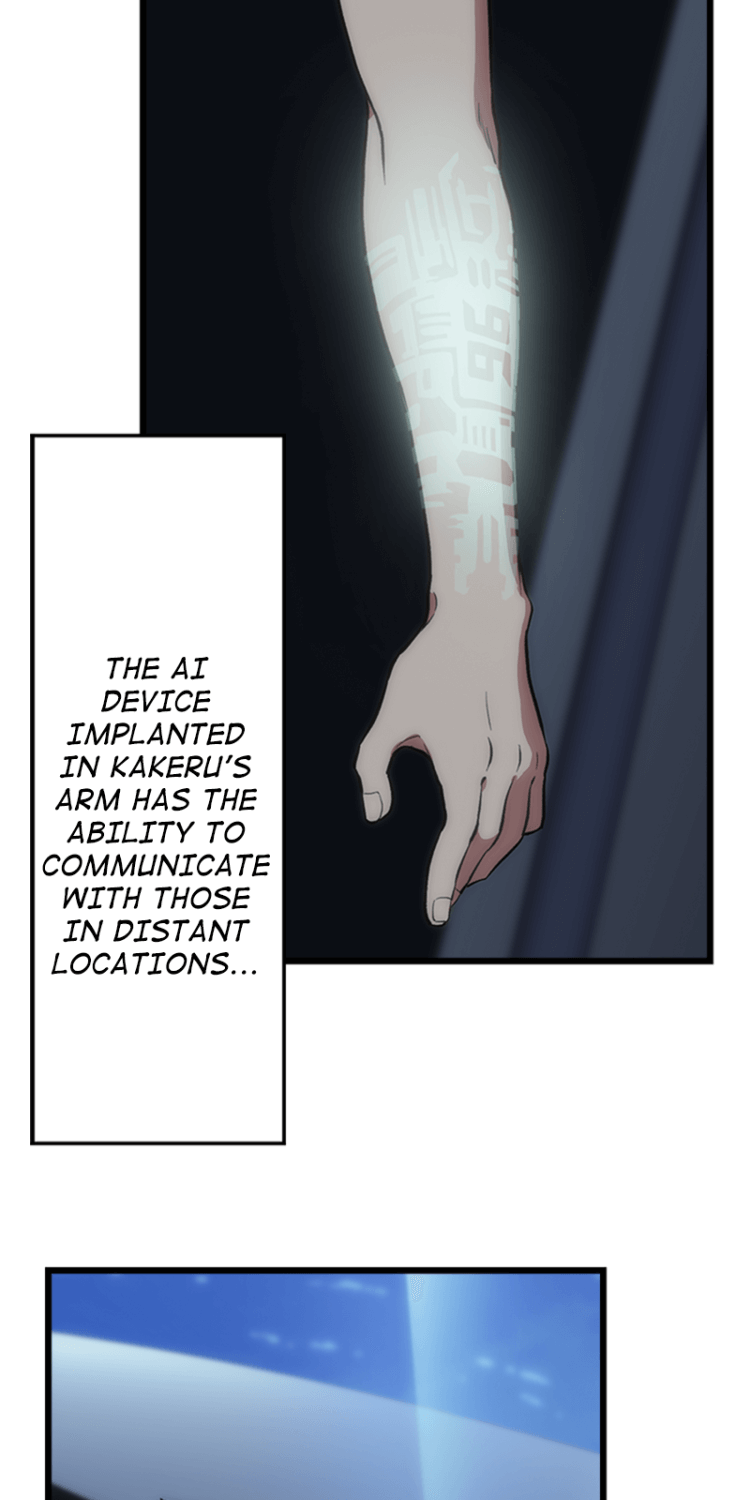 THE AI
DEVICE
IMPLANTED
IN KAKERU'S
ARM HAS THE
ABILITY TO
COMMUNICATE
WITH THOSE
IN DISTANT
LOCATIONS...